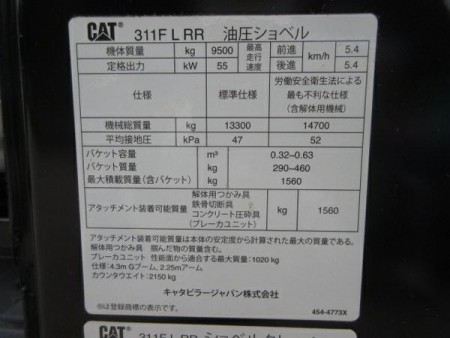 CAT 311F L RR 油圧ショベル
機体質量 kg 9500 最高走行速度 前進 km/h 5.4
定格出力 kW 55 後進 5.4
仕様 標準仕様 労働安全衛生法による最も不利な仕様(含解体用機械)
機械総質量 kg 13300 14700
平均接地圧 kPa 47 52
バケット容量 m³ 0.32-0.63
バケット質量 kg 290-460
最大積載質量(含バケット) kg 1560
アタッチメント装着可能質量 解体用つかみ具 鉄骨切断具 コンクリート圧砕具 (ブレーカユニット) kg 1560
アタッチメント装着可能質量は本体の安定度から計算された最大の質量である。
解体用つかみ具 掴んだ物の質量を含む。
ブレーカユニット 性能面から適合する最大質量:1020 kg
仕様:4.3m Gブーム, 2.25mアーム
カウンタウエイト:2150 kg
キャタピラージャパン株式会社
※は登録商標の表示です。
454-4773X
CAT 311F L RR